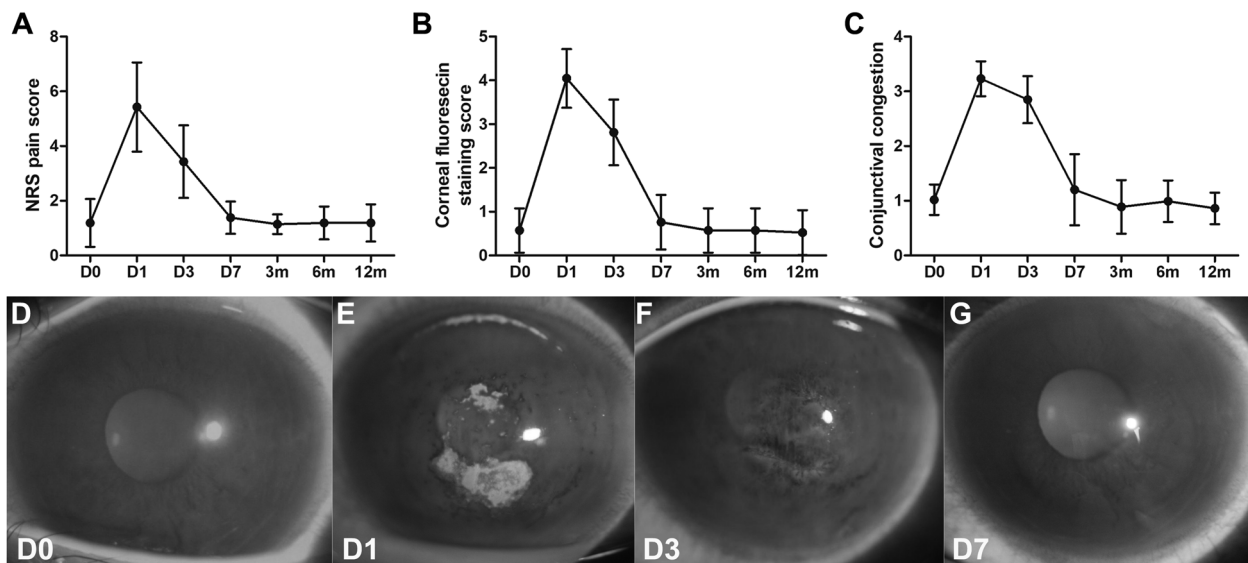 A
NRS pain score
8
6
4
2
0
D0 D1 D3 D7 3m 6m 12m
B
Corneal fluoresecin
staining score
5
4
3
2
1
0
D0 D1 D3 D7 3m 6m 12m
C
Conjunctival congestion
4
3
2
1
0
D0 D1 D3 D7 3m 6m 12m
D
D0
E
D1
F
D3
G
D7